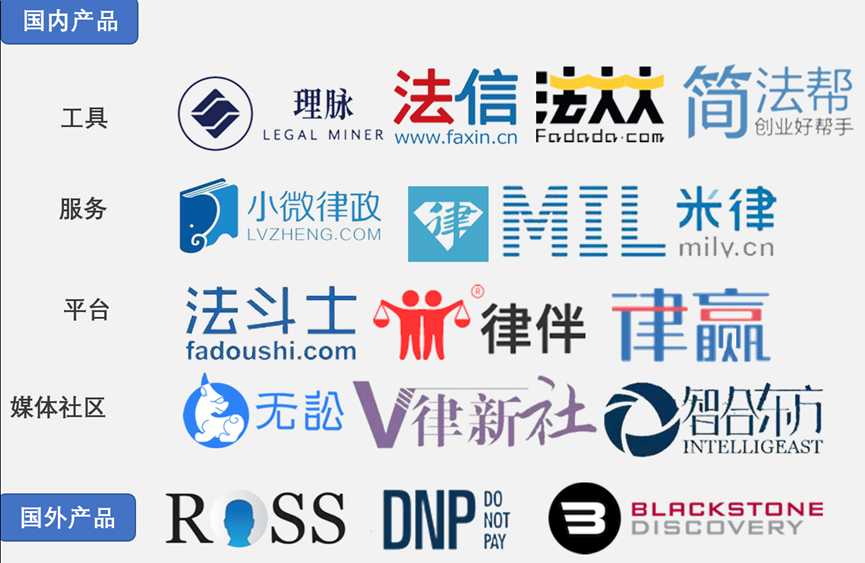 国内产品
工具
理脉
LEGAL MINER
法信
www.faxin.cn
法大大
Fadada.com
简法帮
创业好帮手
服务
小微律政
LVZHENG.COM
律
MIL
米律
milv.cn
平台
法斗士
fadoushi.com
律伴
®
律赢
媒体社区
无讼
V律新社
智合东方
INTELLIGEAST
国外产品
ROSS
DNP
DO
NOT
PAY
B
BLACKSTONE
DISCOVERY